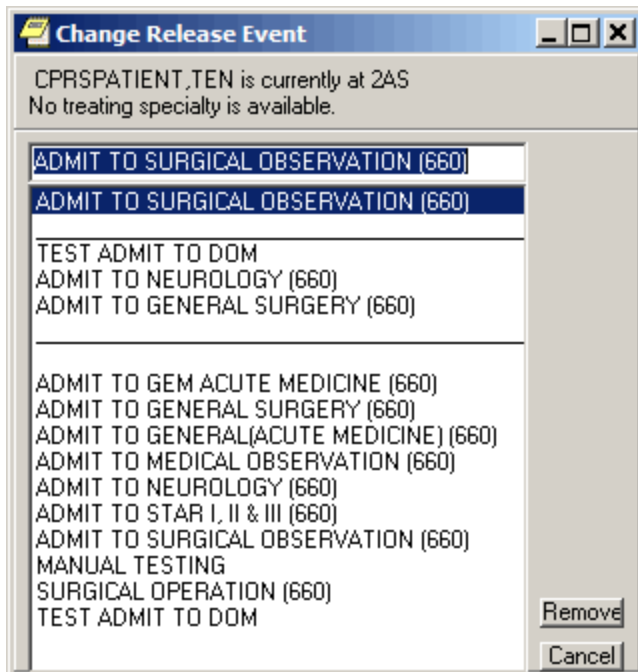 Change Release Event
CPRSPATIENT,TEN is currently at 2AS
No treating specialty is available.
ADMIT TO SURGICAL OBSERVATION (660)
ADMIT TO SURGICAL OBSERVATION (660)
TEST ADMIT TO DOM
ADMIT TO NEUROLOGY (660)
ADMIT TO GENERAL SURGERY (660)
ADMIT TO GEM ACUTE MEDICINE (660)
ADMIT TO GENERAL SURGERY (660)
ADMIT TO GENERAL(ACUTE MEDICINE) (660)
ADMIT TO MEDICAL OBSERVATION (660)
ADMIT TO NEUROLOGY (660)
ADMIT TO STAR I, II & III (660)
ADMIT TO SURGICAL OBSERVATION (660)
MANUAL TESTING
SURGICAL OPERATION (660)
TEST ADMIT TO DOM
Remove
Cancel